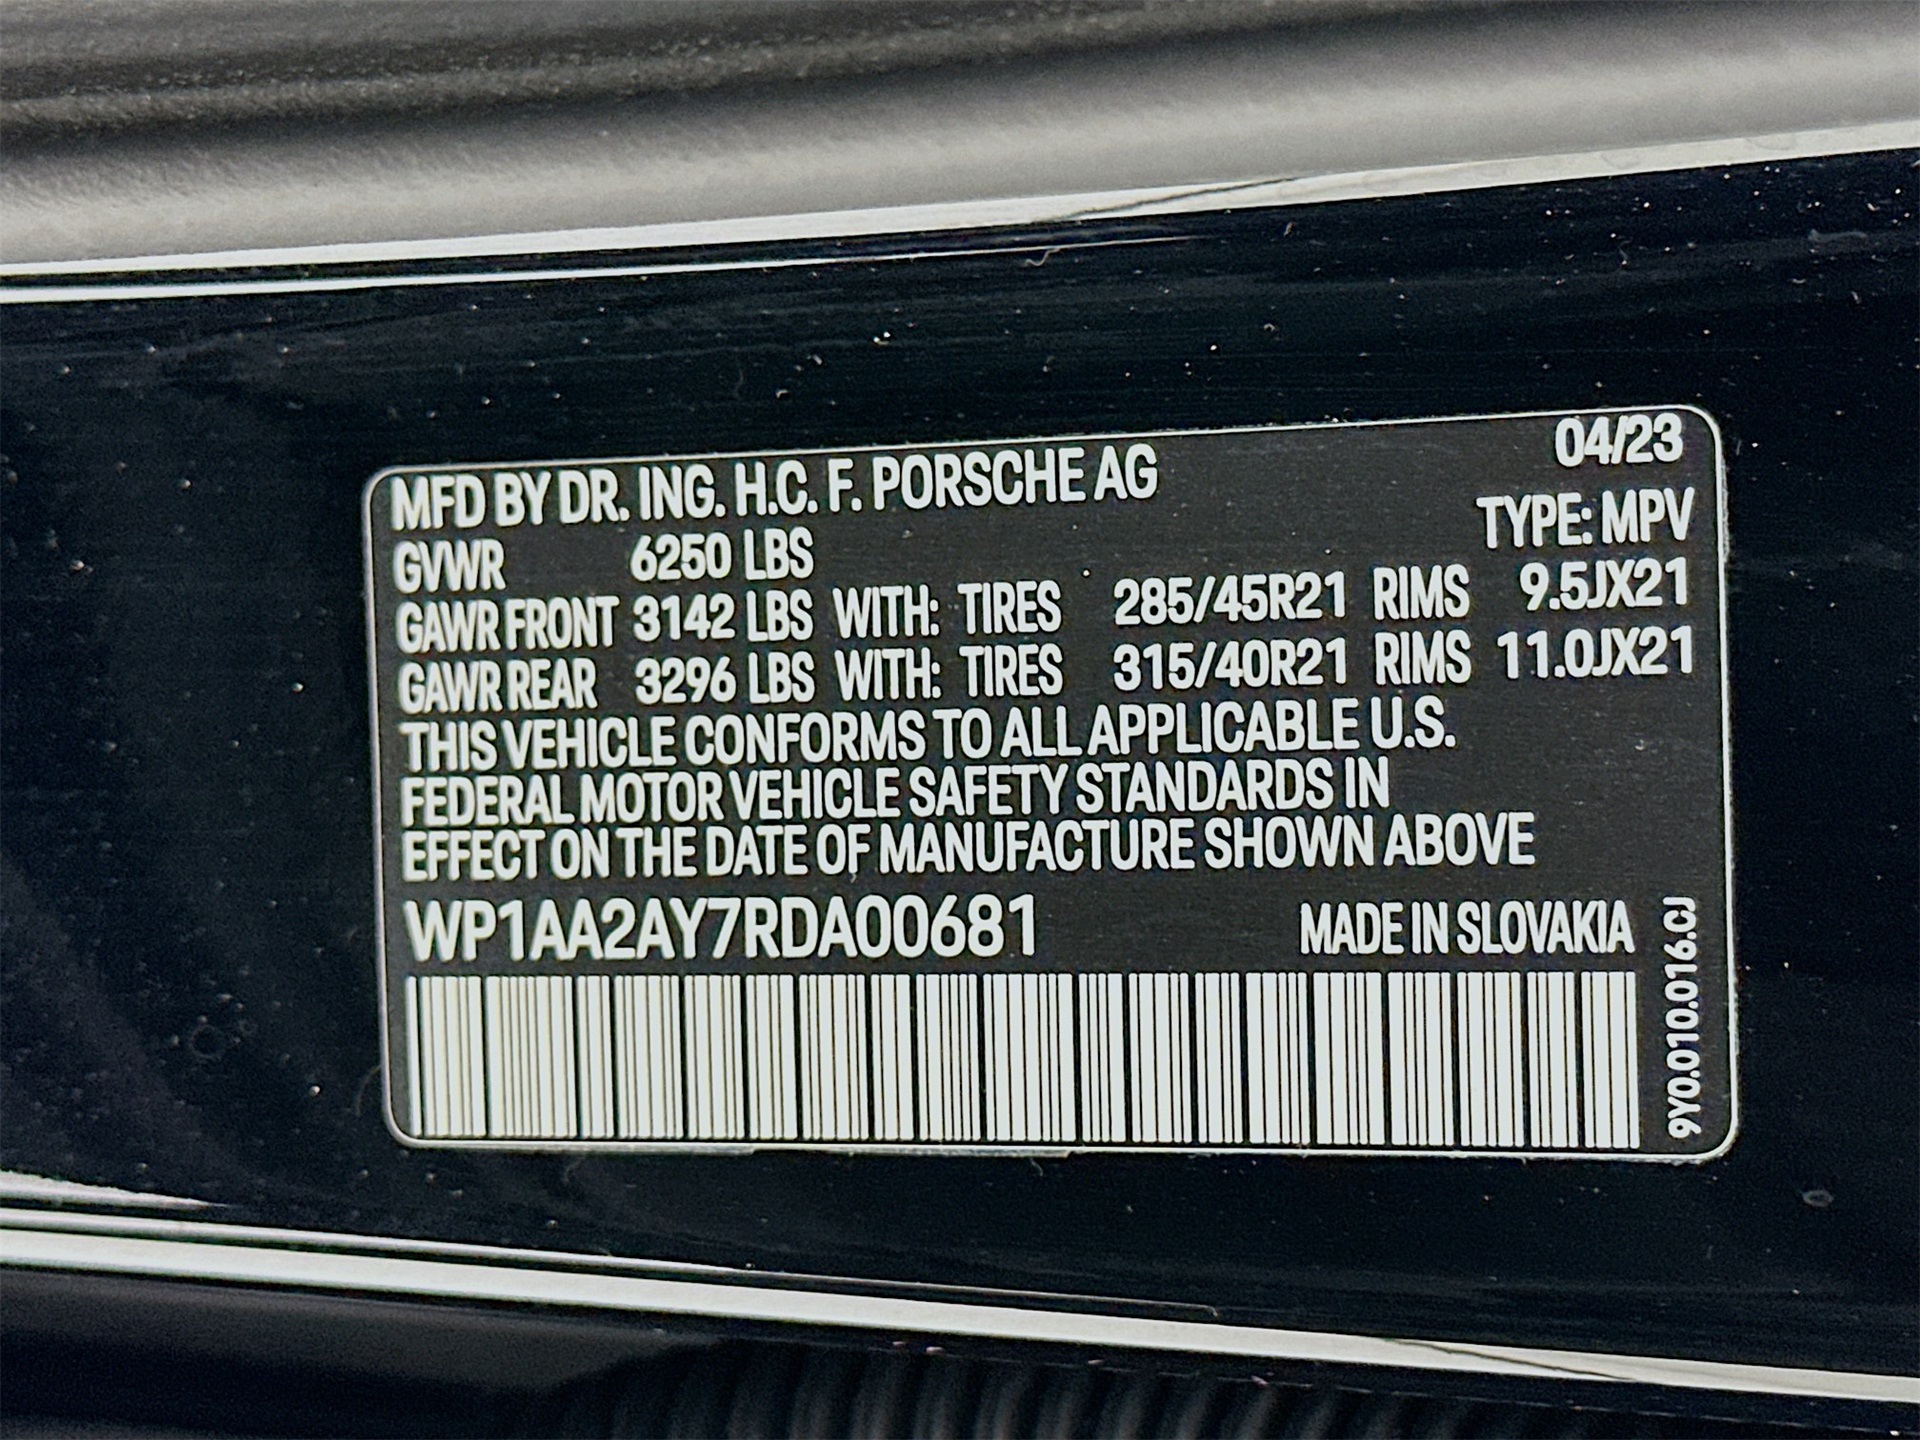 04/23
MFD BY DR. ING. H.C. F. PORSCHE AG
TYPE: MPV
GVWR 6250 LBS
GAWR FRONT 3142 LBS WITH: TIRES 285/45R21 RIMS 9.5JX21
GAWR REAR 3296 LBS WITH: TIRES 315/40R21 RIMS 11.0JX21
THIS VEHICLE CONFORMS TO ALL APPLICABLE U.S.
FEDERAL MOTOR VEHICLE SAFETY STANDARDS IN
EFFECT ON THE DATE OF MANUFACTURE SHOWN ABOVE
WP1AA2AY7RDA00681 MADE IN SLOVAKIA
9Y0.010.016.CJ